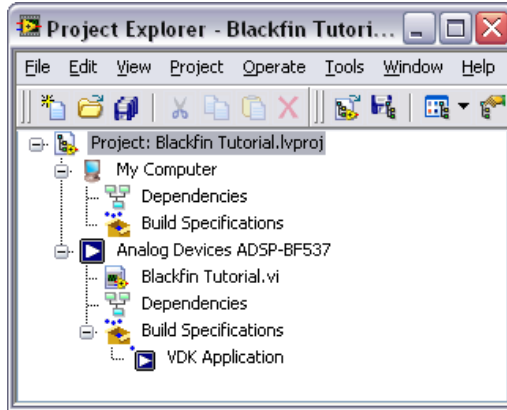 Project Explorer - Blackfin Tutori...
File Edit View Project Operate Tools Window Help
Project: Blackfin Tutorial.lvproj
My Computer
Dependencies
Build Specifications
Analog Devices ADSP-BF537
Blackfin Tutorial.vi
Dependencies
Build Specifications
VDK Application